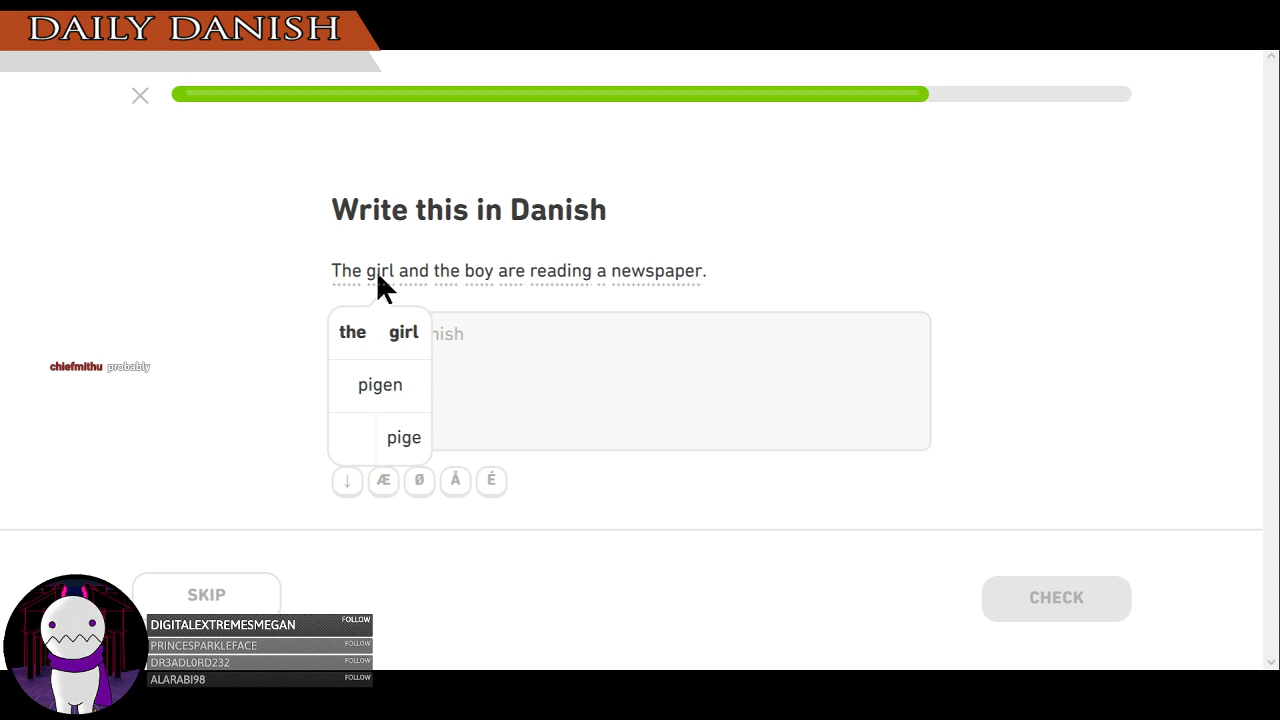 DAILY DANISH
Write this in Danish
The girl and the boy are reading a newspaper.
the girl
pigen
pige
nish
chiefmithu probably
↓ Æ Ø Å É
SKIP
CHECK
DIGITALEXTREMESMEGAN FOLLOW
PRINCESPARKLEFACE FOLLOW
DR3ADL0RD232 FOLLOW
ALARABI98 FOLLOW